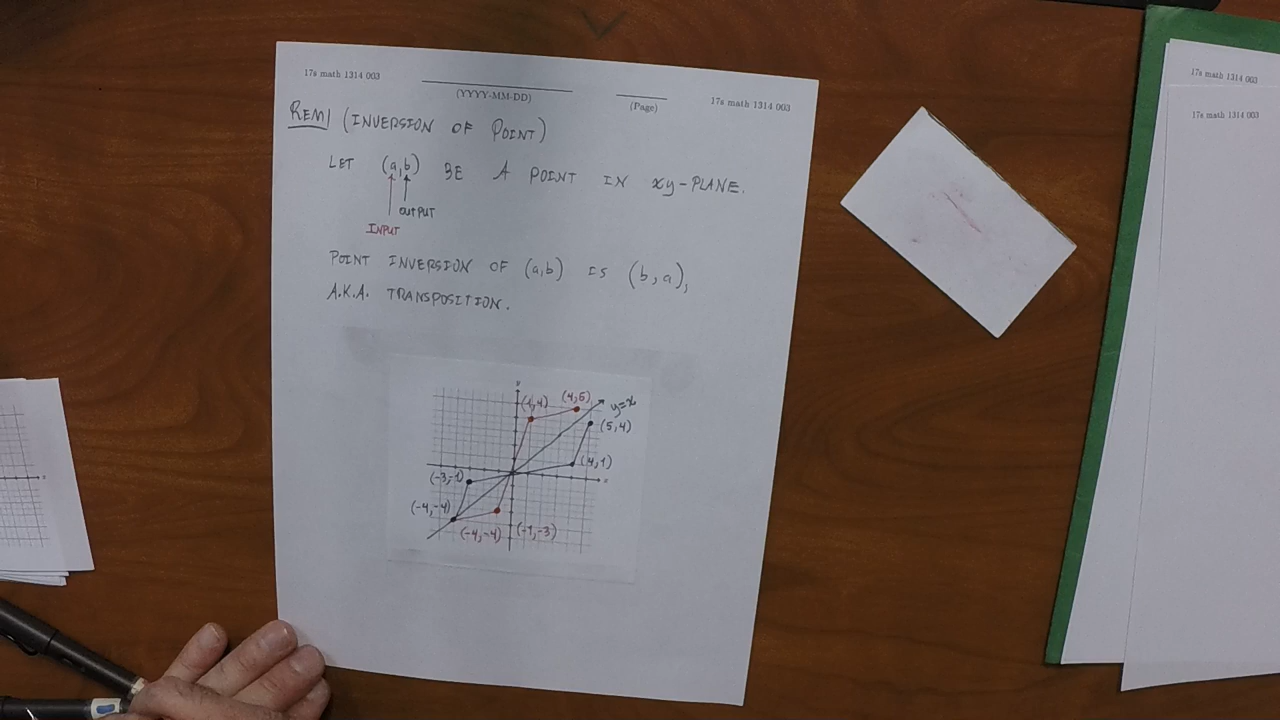 17s math 1314 003
(YYYY-MM-DD)
(Page)
17s math 1314 003
REM (INVERSION OF POINT)
LET (a,b) BE A POINT IN xy-PLANE.
OUTPUT
INPUT
POINT INVERSION OF (a,b) IS (b,a),
A.K.A. TRANSPOSITION.
y
(1,4) (4,5) y=x
(5,4)
(4,1)
(-3,-1) x
(-4,-4)
(-4,-4) (-1,-3)
17s math 1314 003
17s math 1314 003
x